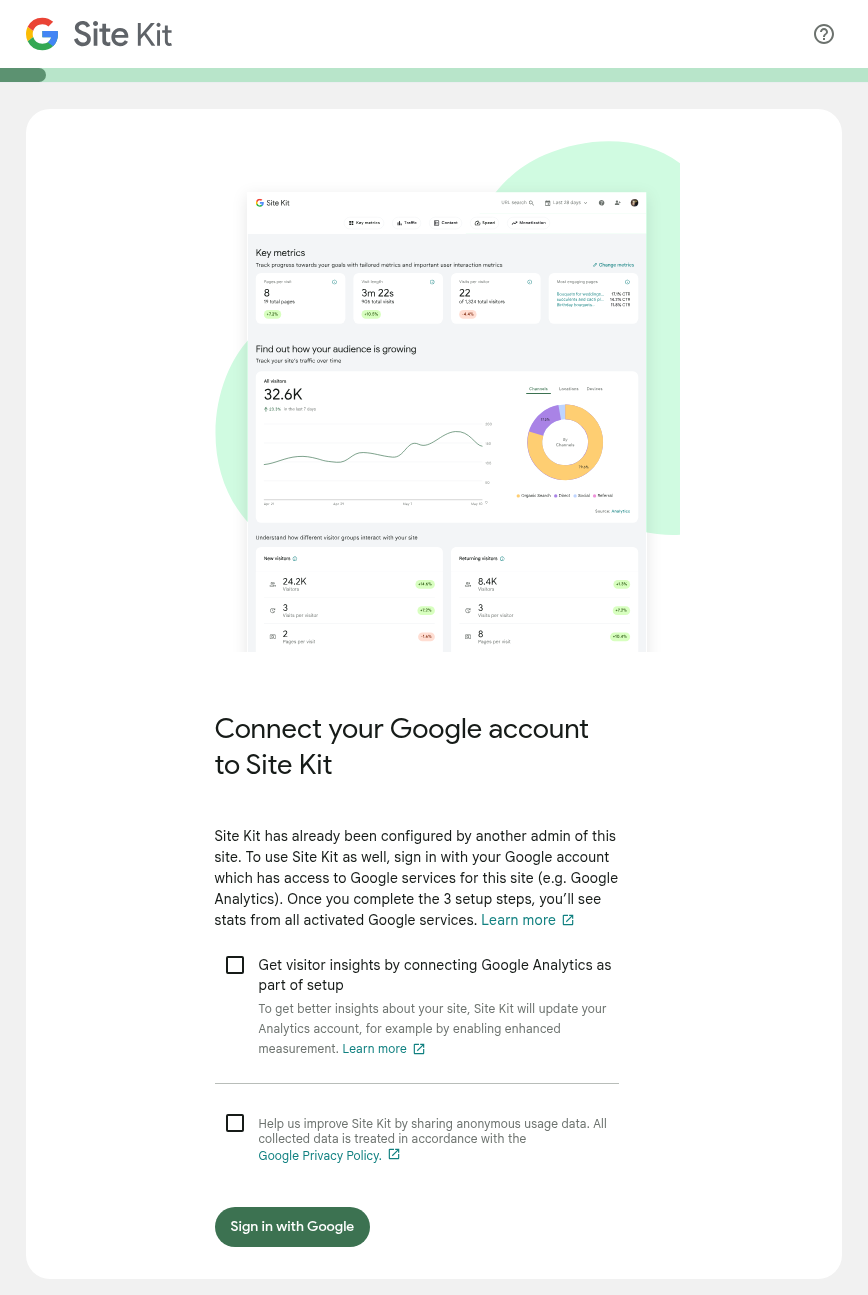 Site Kit
Site Kit
URL Search
Last 28 days
Key metrics
Traffic
Content
Speed
Monetization
Key metrics
Track progress towards your goals with tailored metrics and important user interaction metrics
Change metrics
Pages per visit
8
19 total pages
+7.2%
Visit length
3m 22s
906 total visits
Visits per visitor
22
of 1,324 total visitors
-4.4%
Most engaging pages
17.1% CTR
14.2% CTR
11.8% CTR
Find out how your audience is growing
Track your site's traffic over time
All visitors
32.6K
in the last 7 days
Channels
Locations
Devices
By
Channels
Organic Search
Direct
Social
Referral
Source: Analytics
Understand how different visitor groups interact with your site
New visitors
24.2K
Visitors
+14.6%
3
Visits per visitor
+2.2%
2
Pages per visit
-1.6%
Returning visitors
8.4K
Visitors
+1.3%
3
Visits per visitor
+7.2%
8
Pages per visit
+10.4%
Connect your Google account
to Site Kit
Site Kit has already been configured by another admin of this
site. To use Site Kit as well, sign in with your Google account
which has access to Google services for this site (e.g. Google
Analytics). Once you complete the 3 setup steps, you’ll see
stats from all activated Google services. Learn more
Get visitor insights by connecting Google Analytics as
part of setup
To get better insights about your site, Site Kit will update your
Analytics account, for example by enabling enhanced
measurement. Learn more
Help us improve Site Kit by sharing anonymous usage data. All
collected data is treated in accordance with the
Google Privacy Policy.
Sign in with Google